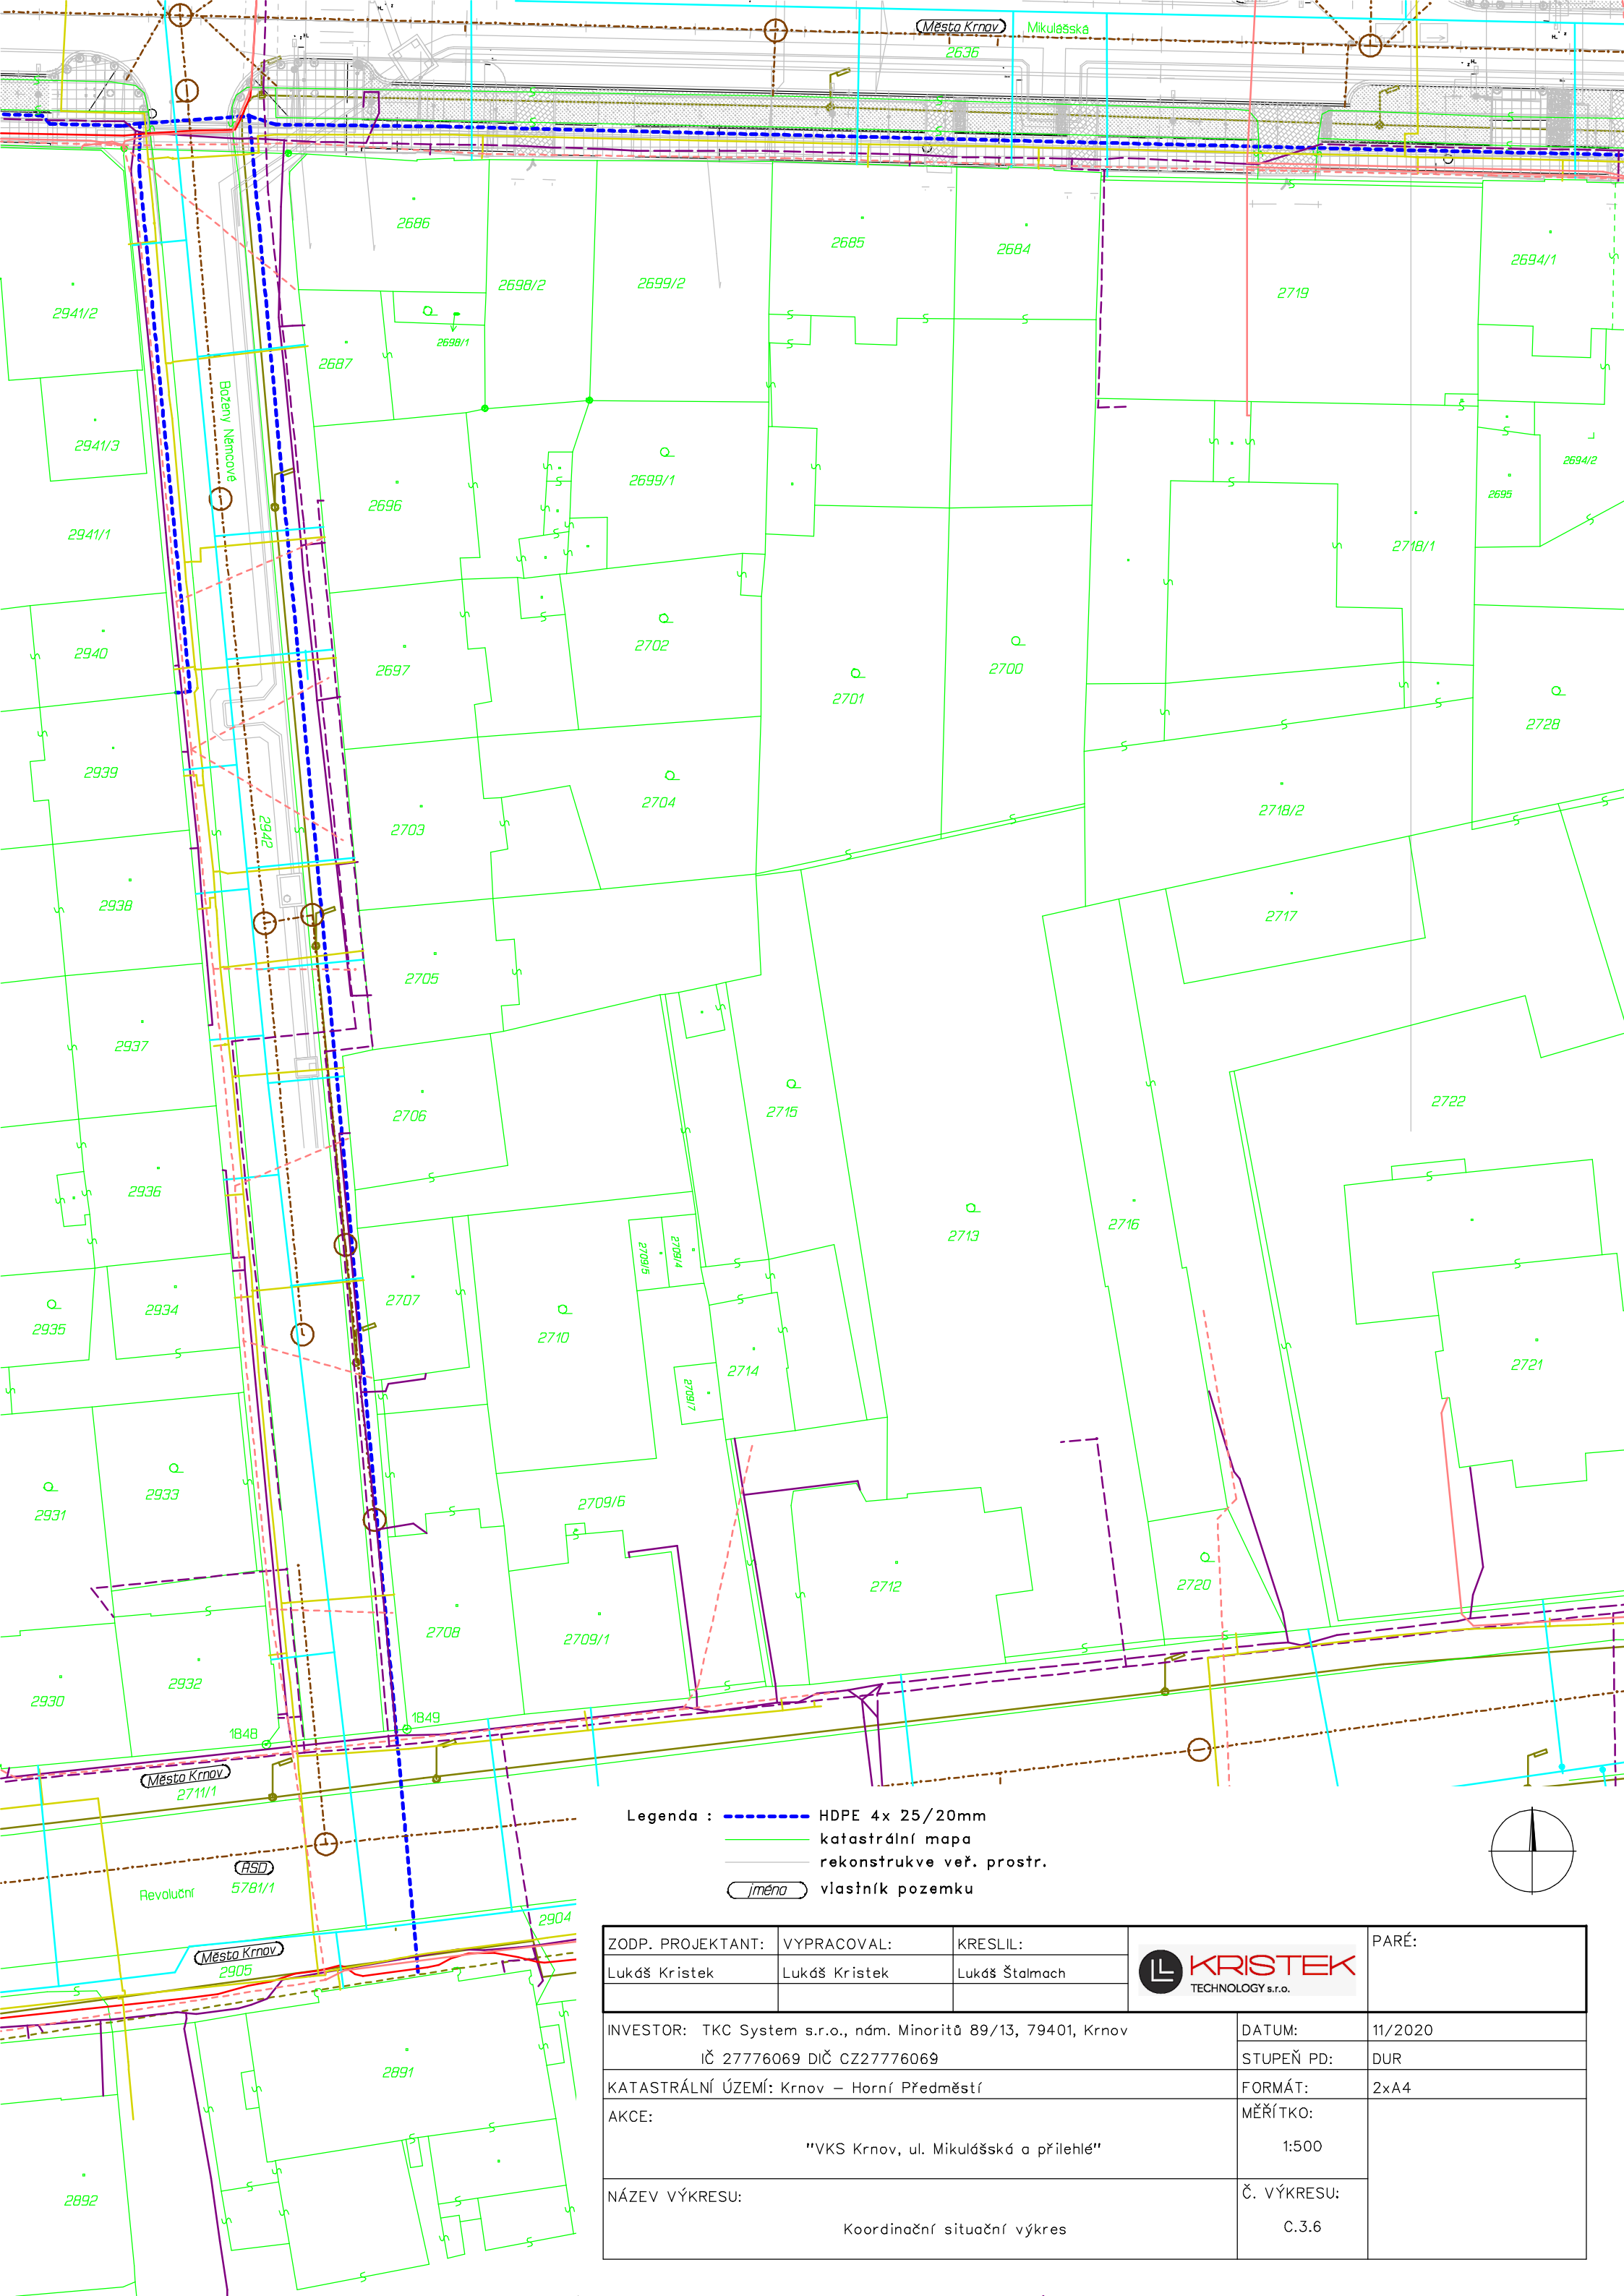 Město Krnov
Mikulášská
2636
2686
2685
2684
2694/1
2698/2
2699/2
2719
2941/2
2698/1
2687
Boženy Němcové
2941/3
2694/2
2699/1
2695
2696
2941/1
2718/1
2940
2702
2697
2700
2701
2728
2939
2704
2718/2
2703
2942
2938
2717
2705
2937
2722
2715
2706
2936
2716
2713
2709/5
2709/4
2707
2934
2935
2710
2721
2714
2709/7
2933
2709/6
2931
2712
2720
2708
2709/1
2932
2930
1849
1848
Město Krnov
2711/1
Legenda :
HDPE 4x 25/20mm
katastrální mapa
rekonstrukve veř. prostr.
jméno
vlastník pozemku
ŘSD
Revoluční
5781/1
2904
Město Krnov
2905
2891
2892
ZODP. PROJEKTANT:
VYPRACOVAL:
KRESLIL:
PARÉ:
Lukáš Kristek
Lukáš Kristek
Lukáš Štalmach
KRISTEK
TECHNOLOGY s.r.o.
INVESTOR: TKC System s.r.o., nám. Minoritů 89/13, 79401, Krnov
IČ 27776069 DIČ CZ27776069
DATUM:
11/2020
STUPEŇ PD:
DUR
KATASTRÁLNÍ ÚZEMÍ: Krnov – Horní Předměstí
FORMÁT:
2xA4
AKCE:
"VKS Krnov, ul. Mikulášská a přilehlé"
MĚŘÍTKO:
1:500
NÁZEV VÝKRESU:
Koordinační situační výkres
Č. VÝKRESU:
C.3.6